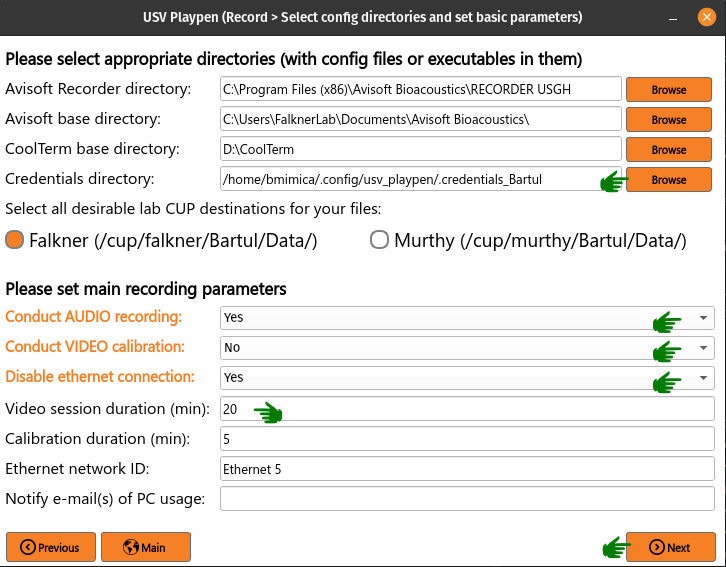 USV Playpen (Record > Select config directories and set basic parameters)
Please select appropriate directories (with config files or executables in them)
Avisoft Recorder directory: C:\Program Files (x86)\Avisoft Bioacoustics\RECORDER USGH Browse
Avisoft base directory: C:\Users\FalknerLab\Documents\Avisoft Bioacoustics\ Browse
CoolTerm base directory: D:\CoolTerm Browse
Credentials directory: /home/bmimica/.config/usv_playpen/.credentials_Bartul Browse
Select all desirable lab CUP destinations for your files:
Falkner (/cup/falkner/Bartul/Data/) Murthy (/cup/murthy/Bartul/Data/)
Please set main recording parameters
Conduct AUDIO recording: Yes
Conduct VIDEO calibration: No
Disable ethernet connection: Yes
Video session duration (min): 20
Calibration duration (min): 5
Ethernet network ID: Ethernet 5
Notify e-mail(s) of PC usage:
Previous Main Next